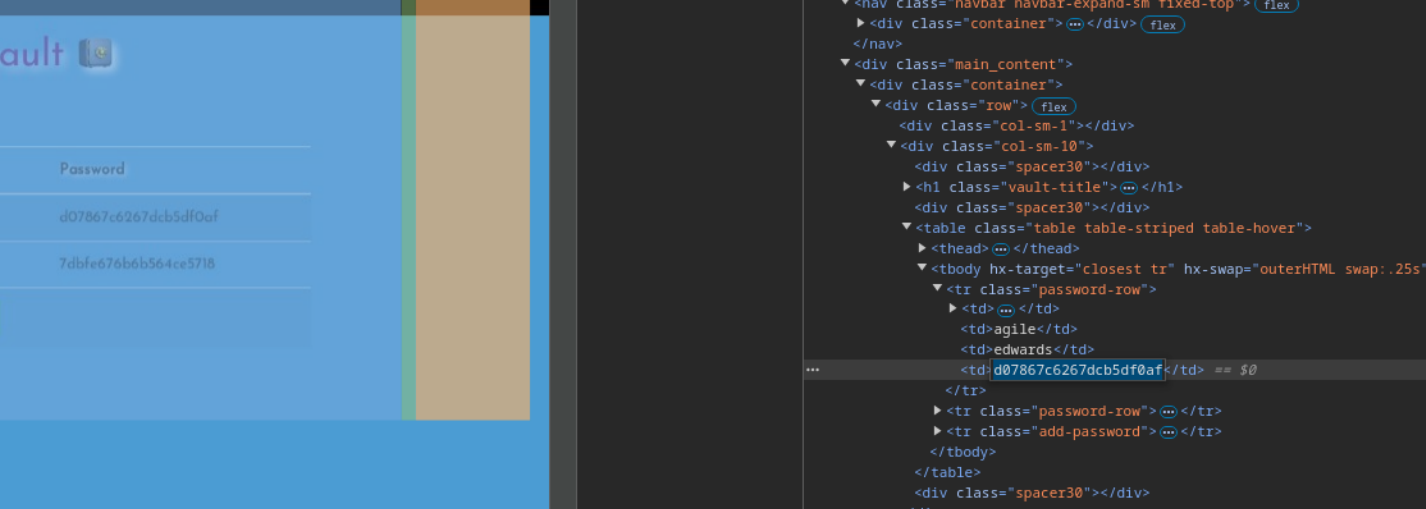 ault
Password
d07867c6267dcb5df0af
7dbfe676b6b564ce5718
<nav class="navbar navbar-expand-sm fixed-top"> flex
<div class="container"> ⋯ </div> flex
</nav>
<div class="main_content">
<div class="container">
<div class="row"> flex
<div class="col-sm-1"></div>
<div class="col-sm-10">
<div class="spacer30"></div>
<h1 class="vault-title"> ⋯ </h1>
<div class="spacer30"></div>
<table class="table table-striped table-hover">
<thead> ⋯ </thead>
<tbody hx-target="closest tr" hx-swap="outerHTML swap:.25s"
<tr class="password-row">
<td> ⋯ </td>
<td>agile</td>
<td>edwards</td>
<td>d07867c6267dcb5df0af</td> == $0
</tr>
<tr class="password-row"> ⋯ </tr>
<tr class="add-password"> ⋯ </tr>
</tbody>
</table>
<div class="spacer30"></div>